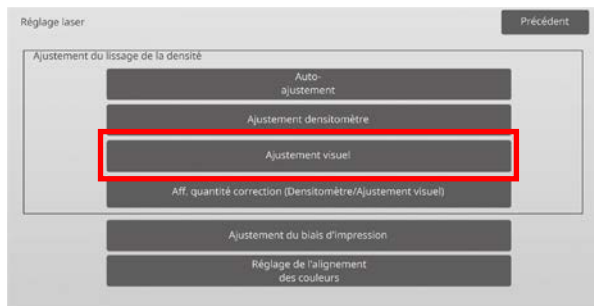 Réglage laser
Précédent
Ajustement du lissage de la densité
Auto-
ajustement
Ajustement densitomètre
Ajustement visuel
Aff. quantité correction (Densitomètre/Ajustement visuel)
Ajustement du biais d'impression
Réglage de l'alignement
des couleurs